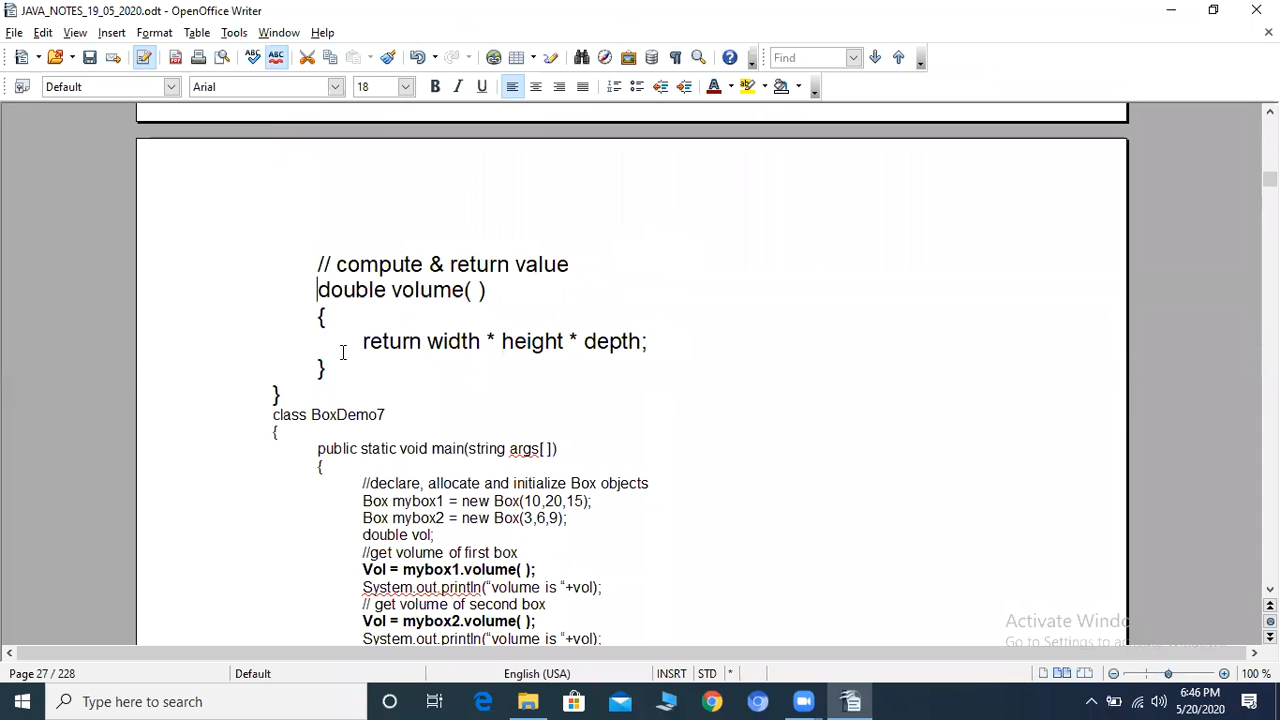 JAVA_NOTES_19_05_2020.odt - OpenOffice Writer
File Edit View Insert Format Table Tools Window Help
Find
Default Arial 18
// compute & return value
double volume( )
{
return width * height * depth;
}
}
class BoxDemo7
{
public static void main(string args[ ])
{
//declare, allocate and initialize Box objects
Box mybox1 = new Box(10,20,15);
Box mybox2 = new Box(3,6,9);
double vol;
//get volume of first box
Vol = mybox1.volume( );
System.out.println(“volume is “+vol);
// get volume of second box
Vol = mybox2.volume( );
System.out.println(“volume is “+vol);
Activate Windo
Go to Settings to
Page 27 / 228 Default English (USA) INSRT STD * 100 %
Type here to search
6:46 PM
5/20/2020